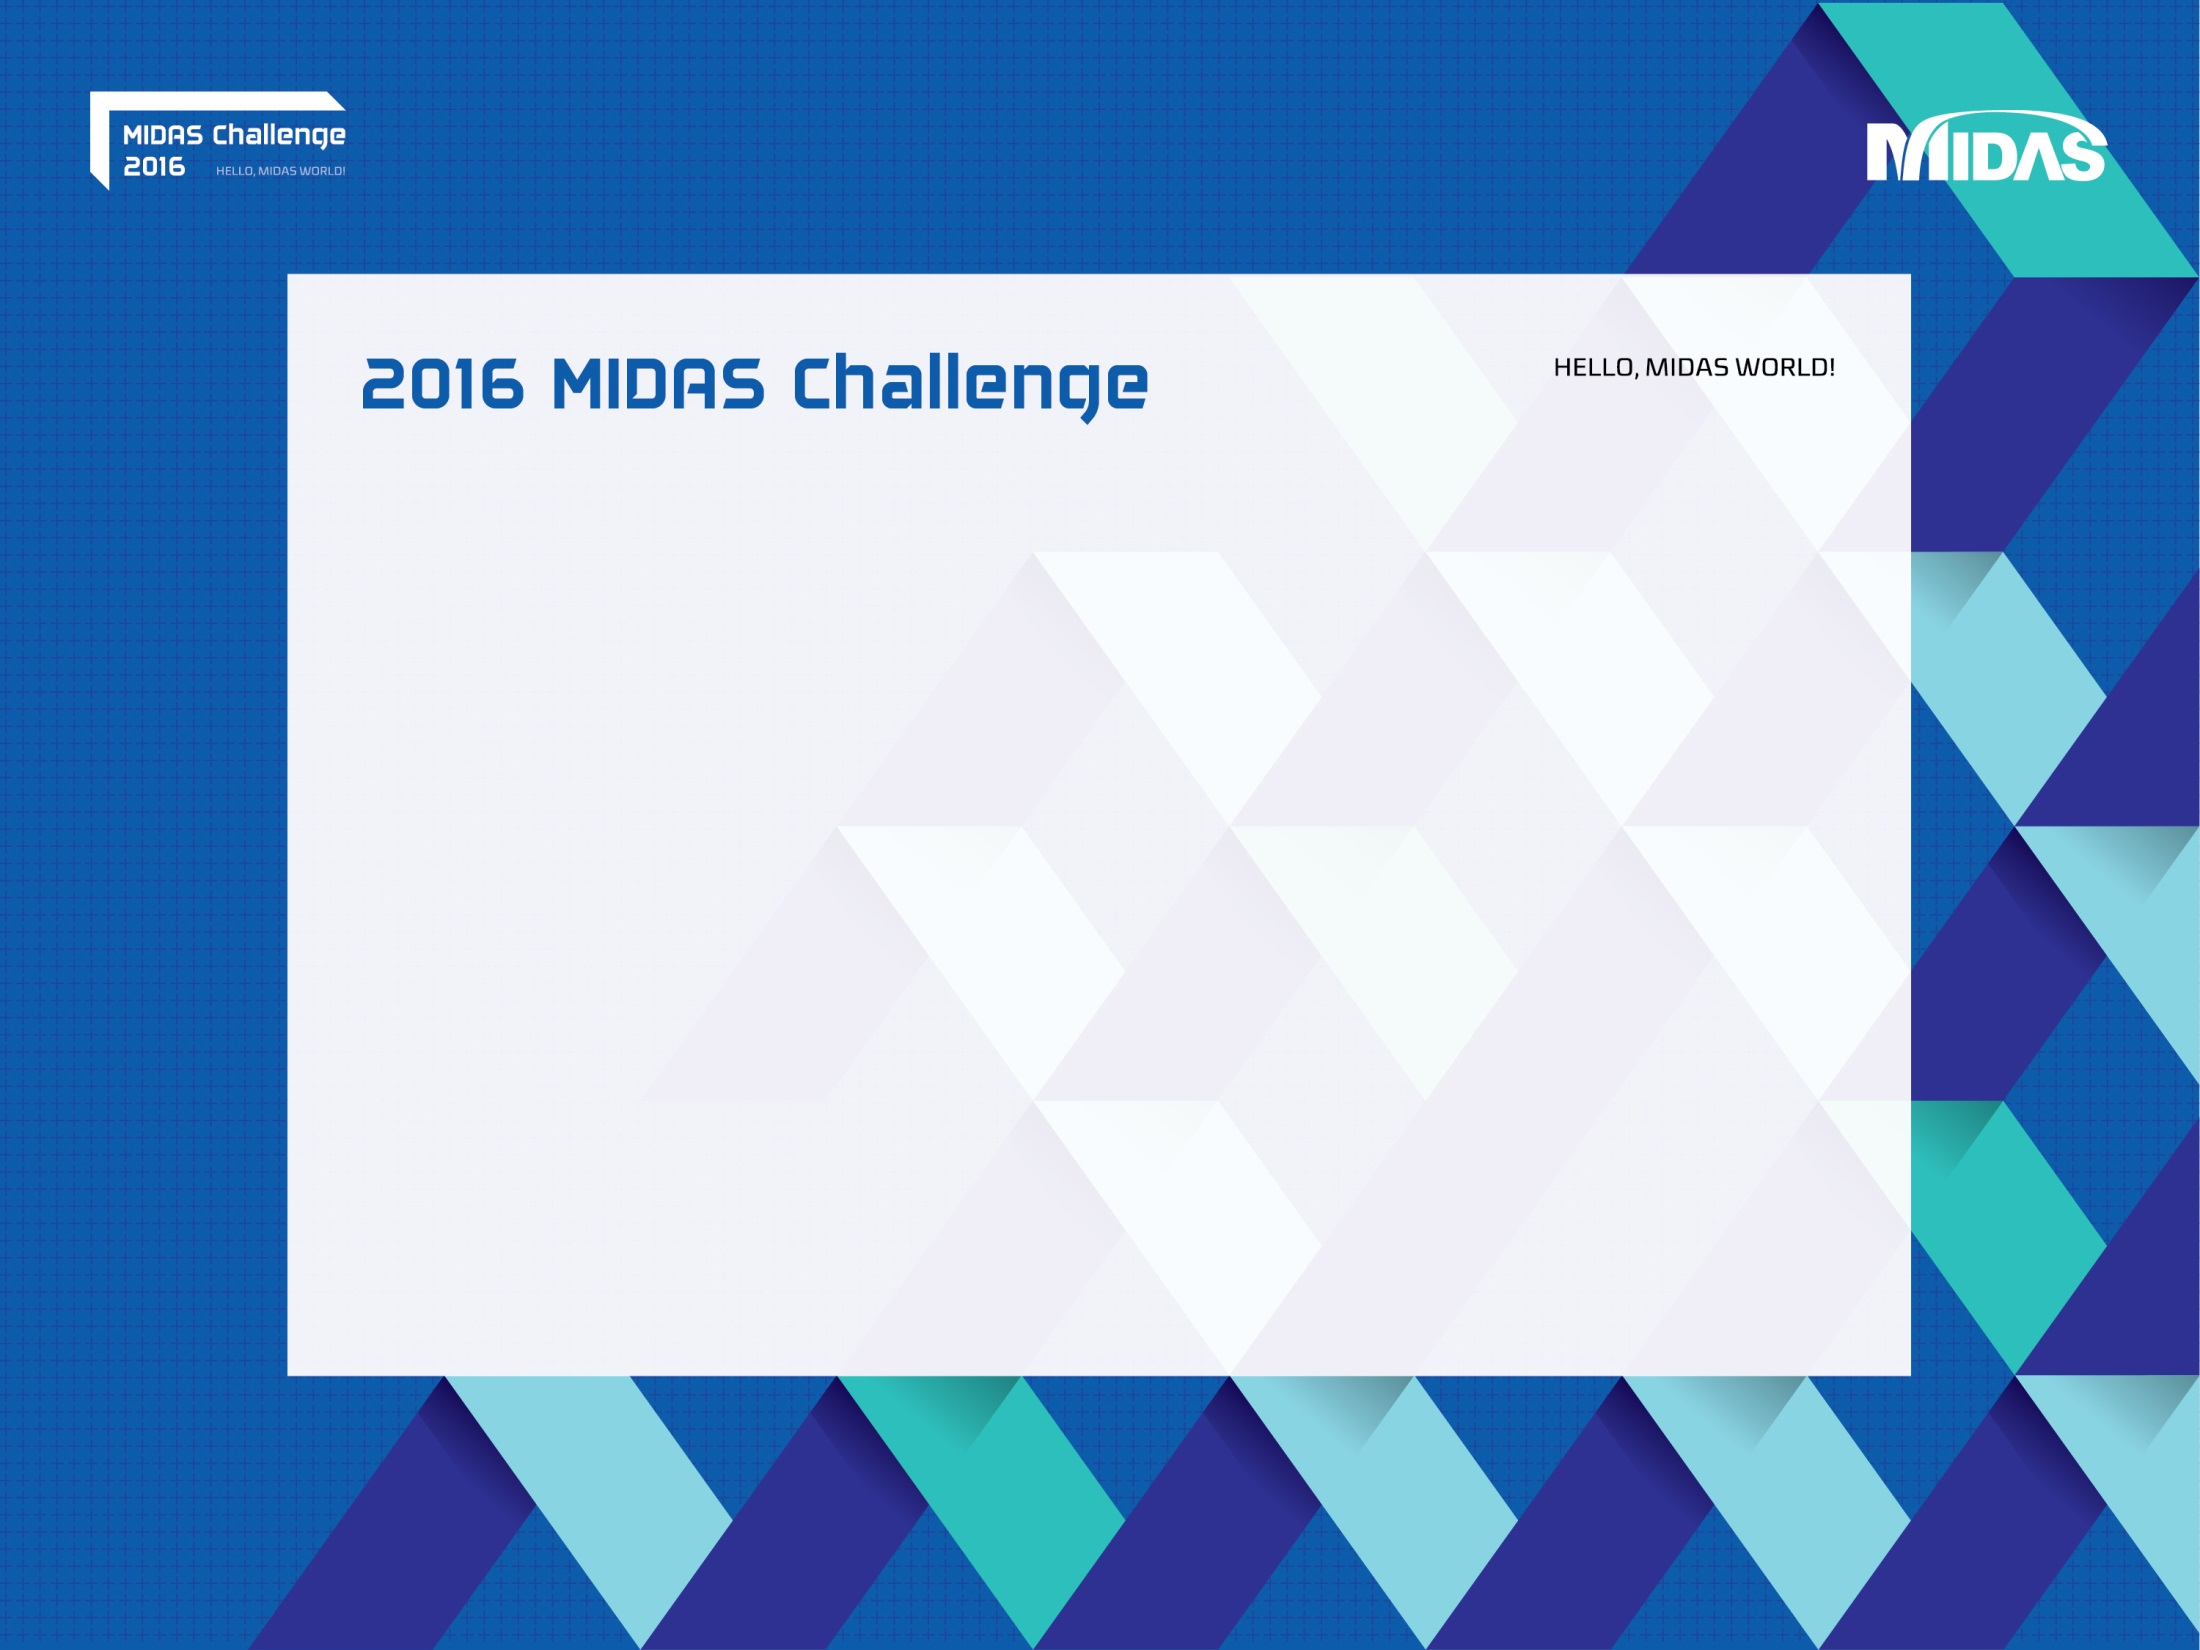 MIDAS Challenge
2016 HELLO, MIDAS WORLD!
MIDAS
2016 MIDAS Challenge
HELLO, MIDAS WORLD!